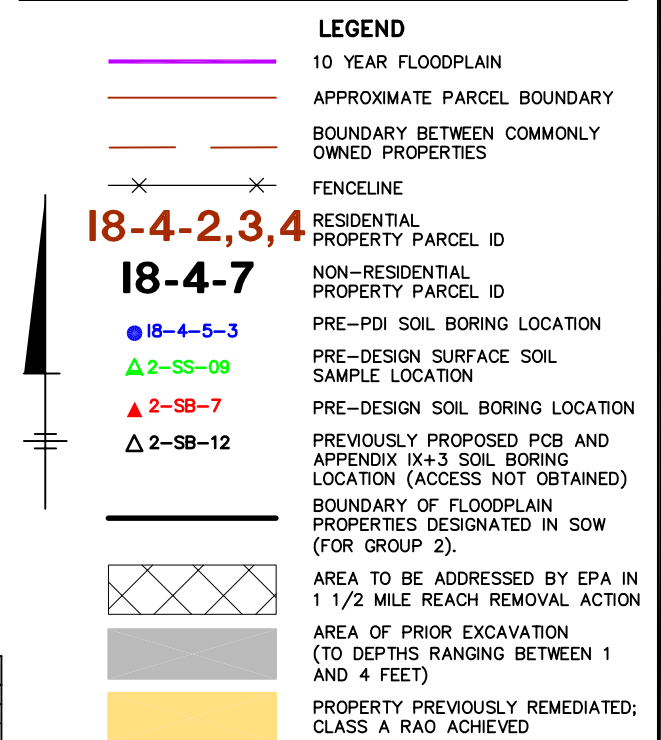 LEGEND
10 YEAR FLOODPLAIN
APPROXIMATE PARCEL BOUNDARY
BOUNDARY BETWEEN COMMONLY
OWNED PROPERTIES
FENCELINE
I8-4-2,3,4
RESIDENTIAL
PROPERTY PARCEL ID
I8-4-7
NON-RESIDENTIAL
PROPERTY PARCEL ID
I8-4-5-3
PRE-PDI SOIL BORING LOCATION
2-SS-09
PRE-DESIGN SURFACE SOIL
SAMPLE LOCATION
2-SB-7
PRE-DESIGN SOIL BORING LOCATION
2-SB-12
PREVIOUSLY PROPOSED PCB AND
APPENDIX IX+3 SOIL BORING
LOCATION (ACCESS NOT OBTAINED)
BOUNDARY OF FLOODPLAIN
PROPERTIES DESIGNATED IN SOW
(FOR GROUP 2).
AREA TO BE ADDRESSED BY EPA IN
1 1/2 MILE REACH REMOVAL ACTION
AREA OF PRIOR EXCAVATION
(TO DEPTHS RANGING BETWEEN 1
AND 4 FEET)
PROPERTY PREVIOUSLY REMEDIATED;
CLASS A RAO ACHIEVED